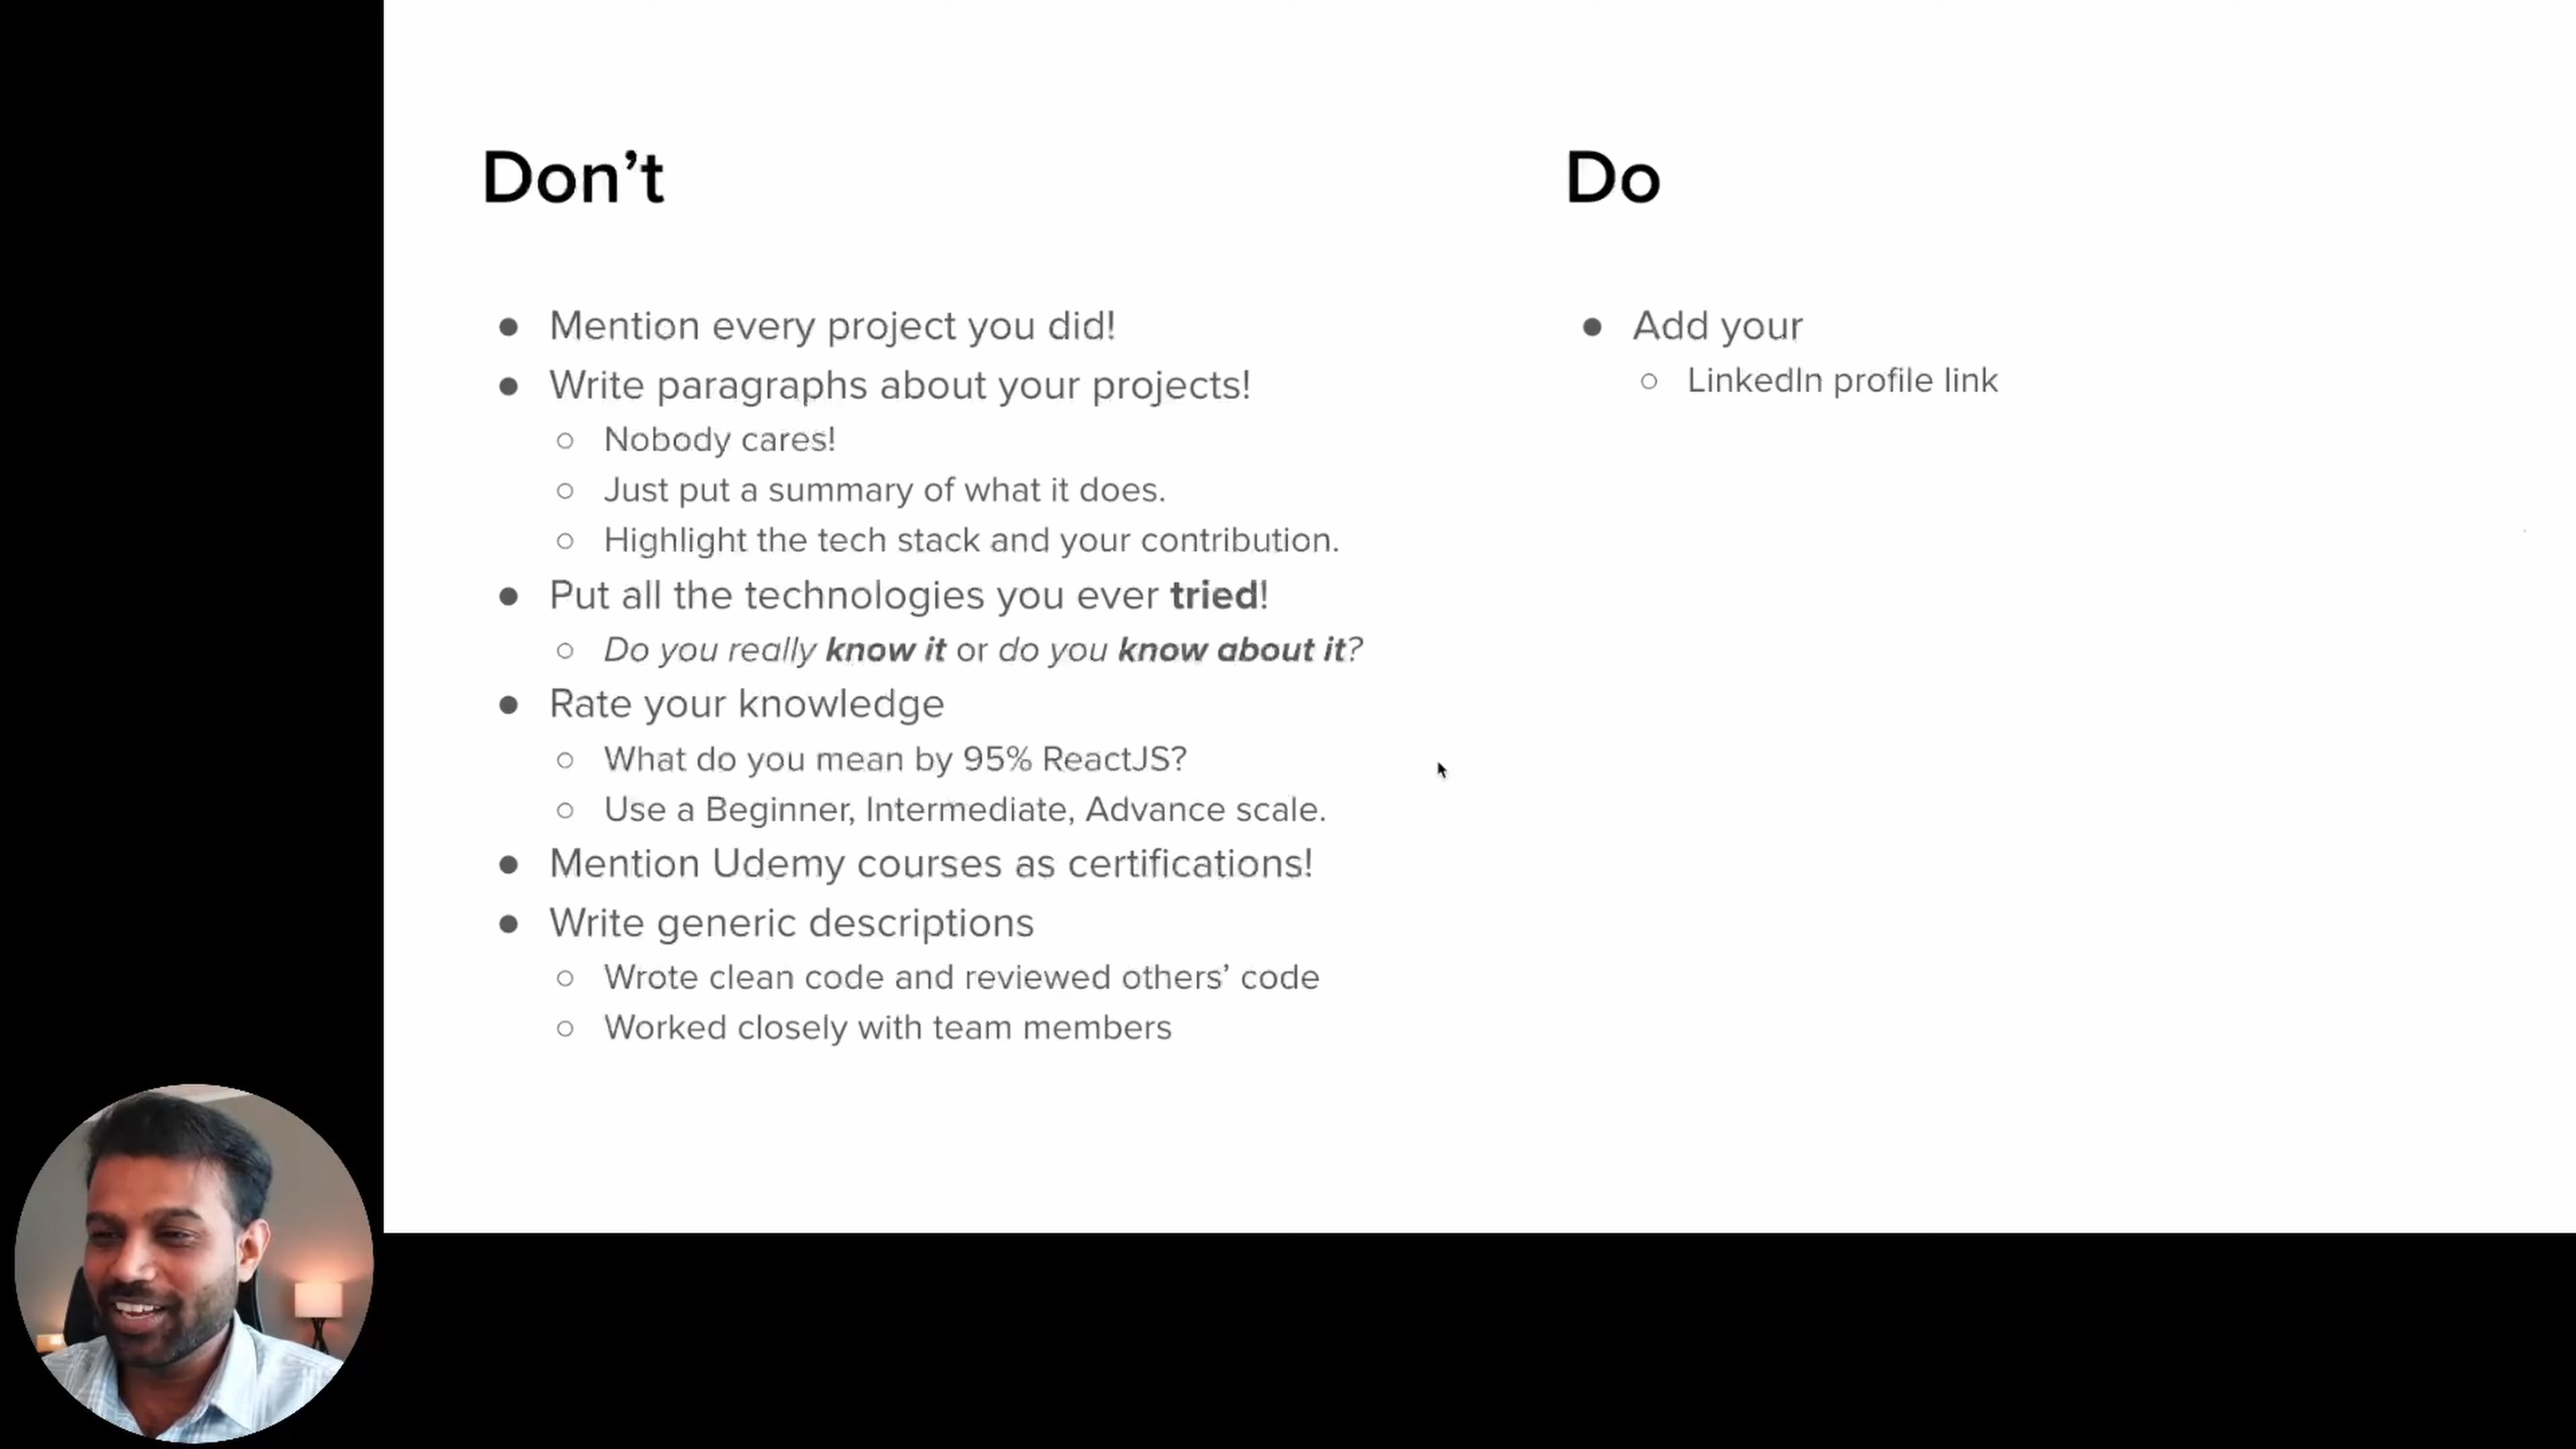 Don’t
Mention every project you did!
Write paragraphs about your projects!
Nobody cares!
Just put a summary of what it does.
Highlight the tech stack and your contribution.
Put all the technologies you ever tried!
Do you really know it or do you know about it?
Rate your knowledge
What do you mean by 95% ReactJS?
Use a Beginner, Intermediate, Advance scale.
Mention Udemy courses as certifications!
Write generic descriptions
Wrote clean code and reviewed others’ code
Worked closely with team members
Do
Add your
LinkedIn profile link